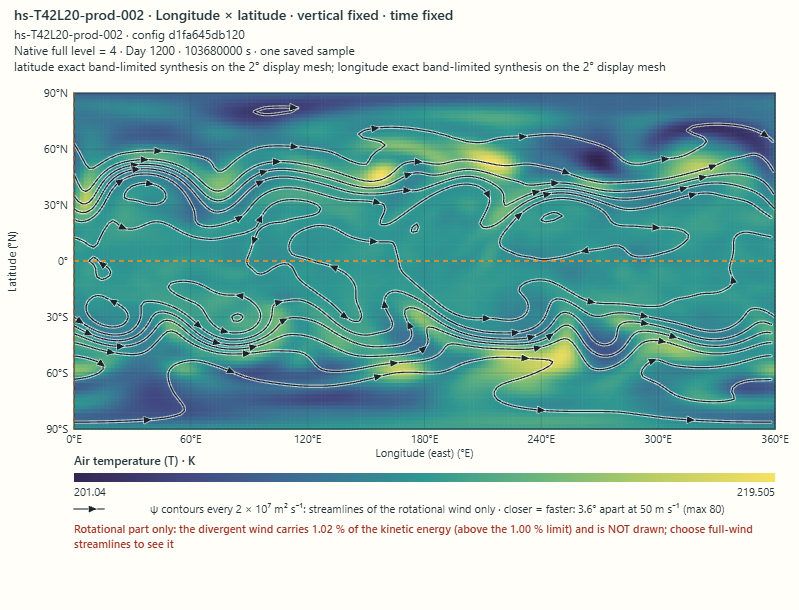 hs-T42L20-prod-002 · Longitude × latitude · vertical fixed · time fixed
hs-T42L20-prod-002 · config d1fa645db120
Native full level = 4 · Day 1200 · 103680000 s · one saved sample
latitude exact band-limited synthesis on the 2° display mesh; longitude exact band-limited synthesis on the 2° display mesh
90°N
60°N
30°N
0°
30°S
60°S
90°S
Latitude (°N)
0°E 60°E 120°E 180°E 240°E 300°E 360°E
Longitude (east) (°E)
Air temperature (T) · K
201.04 219.505
ψ contours every 2 × 10⁷ m² s⁻¹: streamlines of the rotational wind only · closer = faster: 3.6° apart at 50 m s⁻¹ (max 80)
Rotational part only: the divergent wind carries 1.02 % of the kinetic energy (above the 1.00 % limit) and is NOT drawn; choose full-wind
streamlines to see it